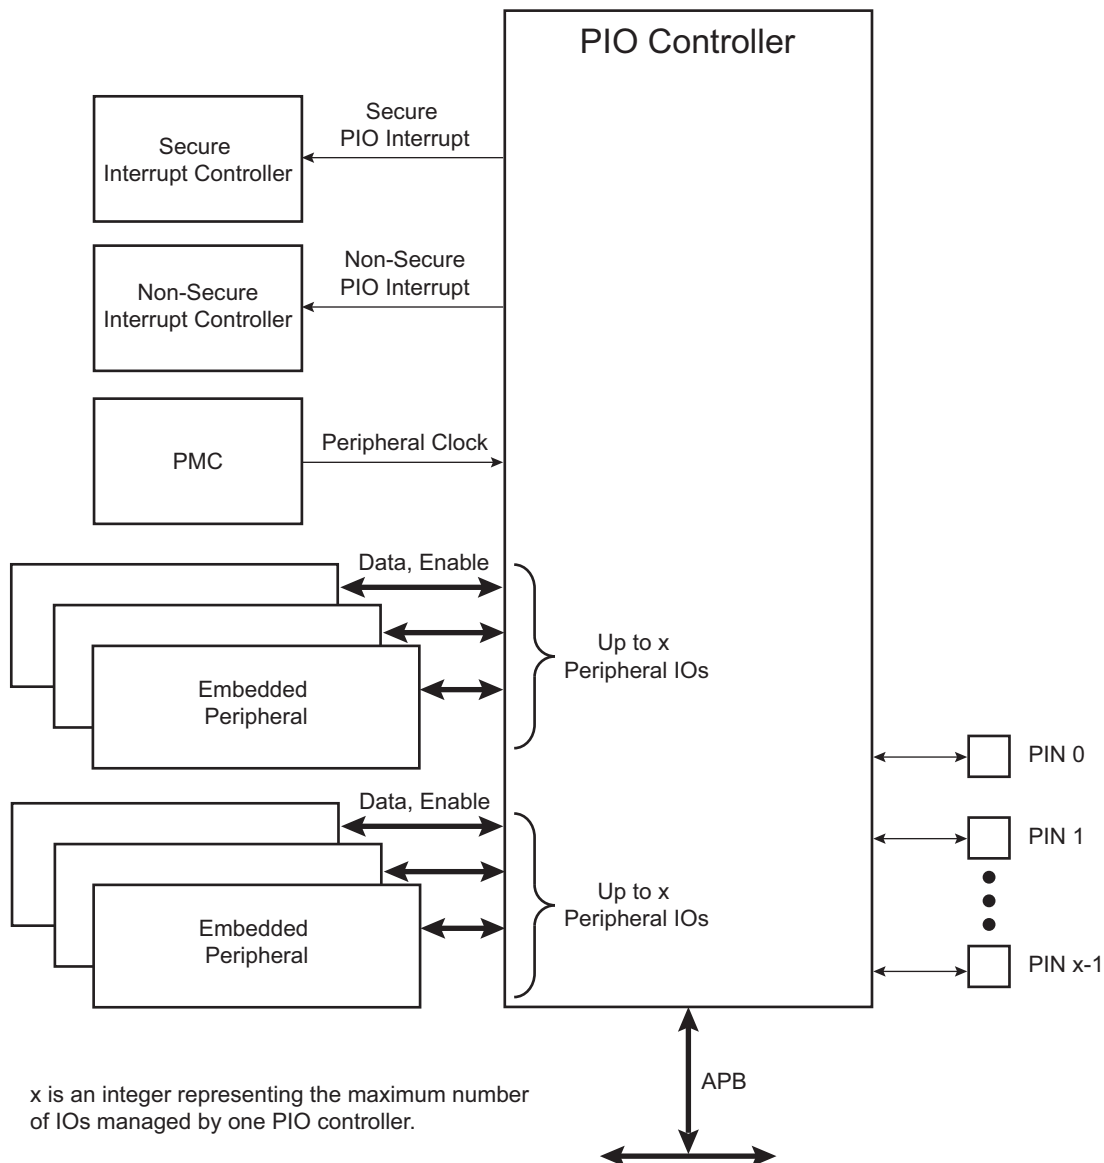 PIO Controller
Secure
PIO Interrupt
Secure
Interrupt Controller
Non-Secure
PIO Interrupt
Non-Secure
Interrupt Controller
Peripheral Clock
PMC
Data, Enable
Up to x
Peripheral IOs
Embedded
Peripheral
PIN 0
Data, Enable
PIN 1
Up to x
Peripheral IOs
Embedded
Peripheral
PIN x-1
APB
x is an integer representing the maximum number
of IOs managed by one PIO controller.